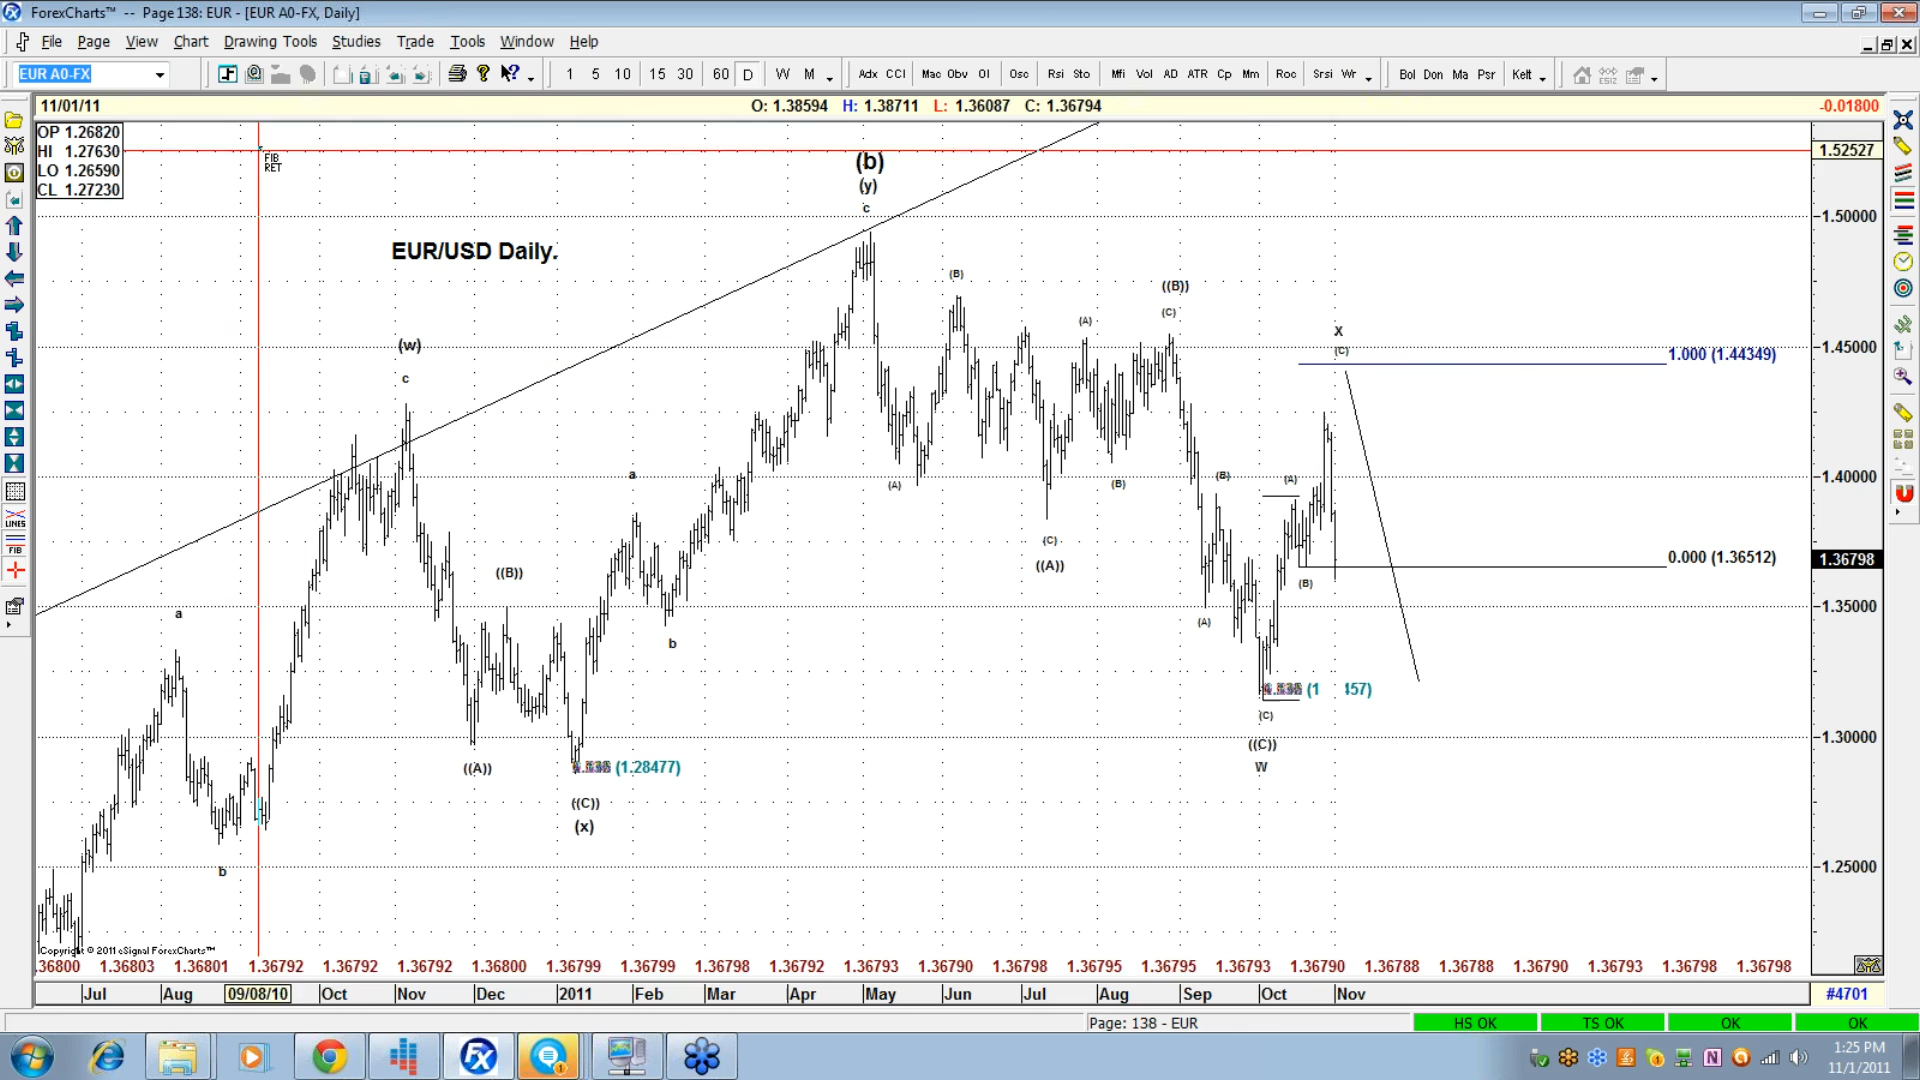 ForexCharts™ -- Page 138: EUR - [EUR A0-FX, Daily]
File Page View Chart Drawing Tools Studies Trade Tools Window Help
EUR A0-FX 1 5 10 15 30 60 D W M Adx CCI Mac Obv OI Osc Rsi Sto Mfi Vol AD ATR Cp Mm Roc Srsi Wr Bol Don Ma Psr Kelt
11/01/11 O: 1.38594 H: 1.38711 L: 1.36087 C: 1.36794 -0.01800
OP 1.26820
HI 1.27630
LO 1.26590
CL 1.27230
FIB
RET
1.52527
(b)
(y)
c
1.50000
EUR/USD Daily.
(B)
((B))
(C)
(A)
X
(C)
(w)
c
1.45000
1.000 (1.44349)
a
(A)
(B)
(B)
(A)
1.40000
LINES
FIB
(C)
((A))
((B))
(B)
0.000 (1.36512)
1.36798
a
b
(A)
1.35000
(1 457)
(C)
((C))
W
1.30000
((A))
(1.28477)
((C))
(x)
b
1.25000
Copyright © 2011 eSignal ForexCharts™
.36800 1.36803 1.36801 1.36792 1.36792 1.36792 1.36800 1.36799 1.36799 1.36798 1.36792 1.36793 1.36790 1.36798 1.36795 1.36795 1.36793 1.36790 1.36788 1.36788 1.36790 1.36793 1.36798 1.36798
Jul Aug 09/08/10 Oct Nov Dec 2011 Feb Mar Apr May Jun Jul Aug Sep Oct Nov #4701
Page: 138 - EUR HS OK TS OK OK OK
1:25 PM
11/1/2011